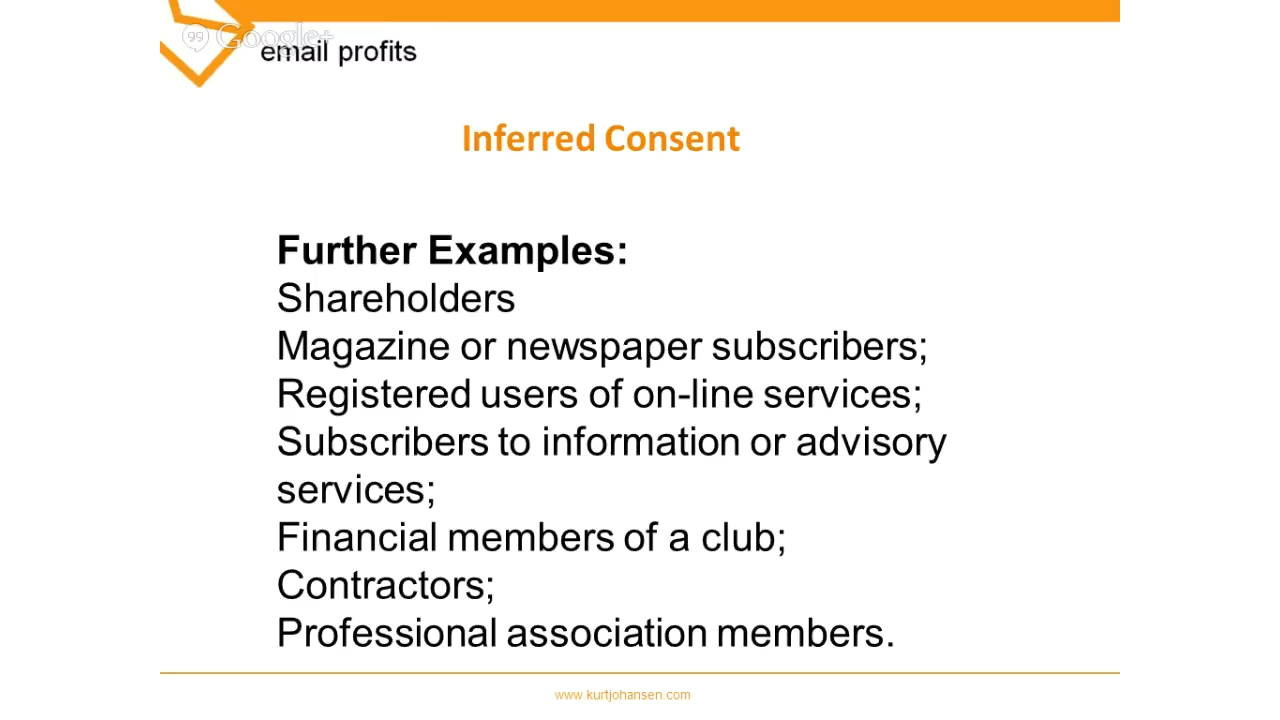 Google+
email profits
Inferred Consent
Further Examples:
Shareholders
Magazine or newspaper subscribers;
Registered users of on-line services;
Subscribers to information or advisory
services;
Financial members of a club;
Contractors;
Professional association members.
www.kurtjohansen.com